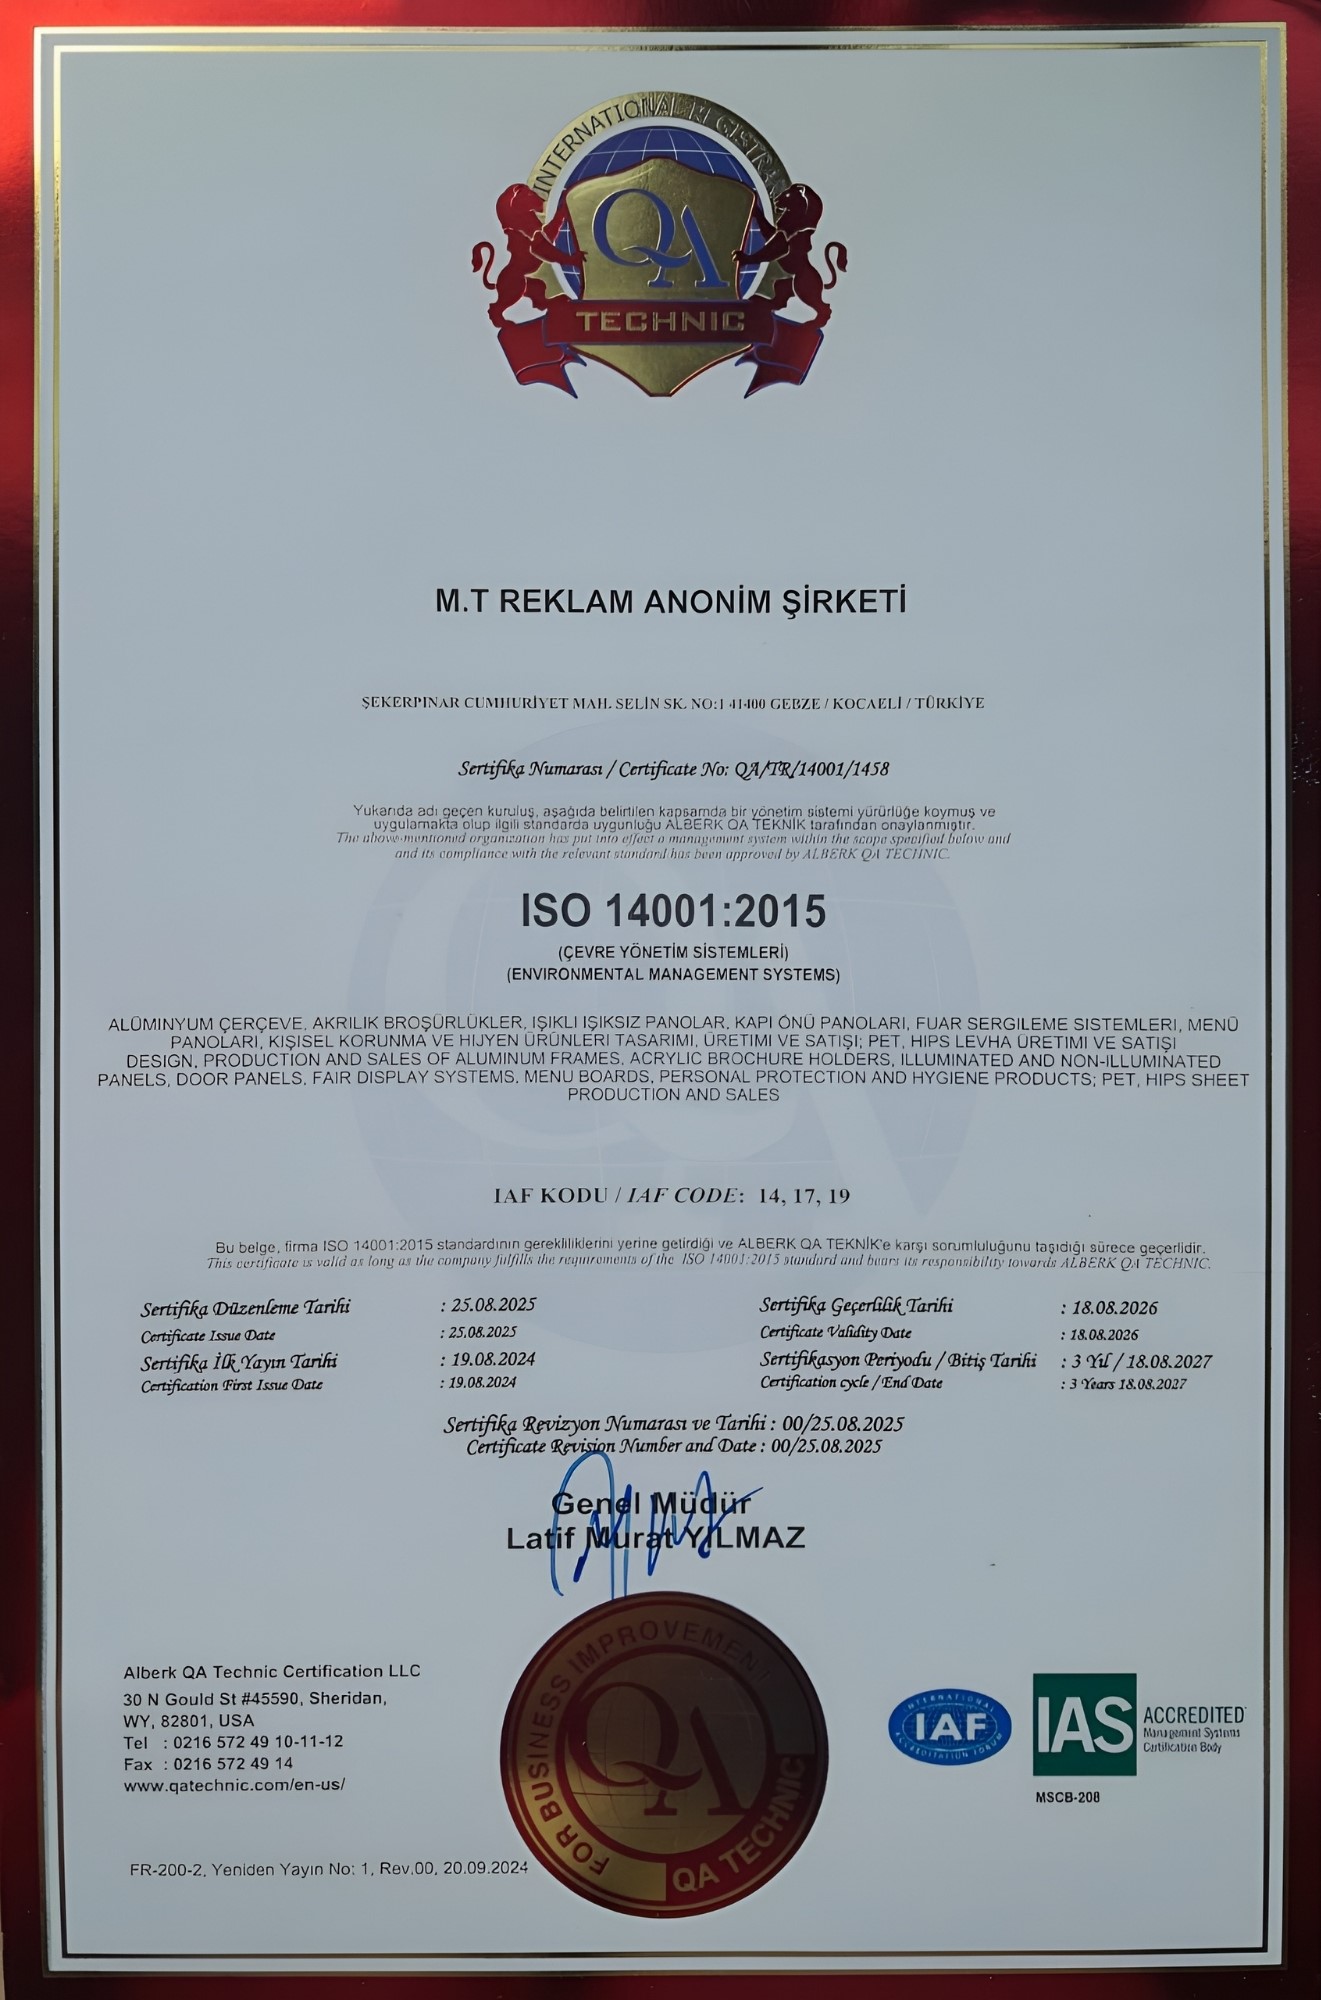 INTERNATIONAL REGISTRAR
QA
TECHNIC
M.T REKLAM ANONİM ŞİRKETİ
ŞEKERPINAR CUMHURİYET MAH. SELİN SK. NO:1 41400 GEBZE / KOCAELİ / TÜRKİYE
Sertifika Numarası / Certificate No: QA/TR/14001/1458
Yukarıda adı geçen kuruluş, aşağıda belirtilen kapsamda bir yönetim sistemi yürürlüğe koymuş ve
uygulamakta olup ilgili standarda uygunluğu ALBERK QA TEKNİK tarafından onaylanmıştır.
The above-mentioned organization has put into effect a management system within the scope specified below and
and its compliance with the relevant standard has been approved by ALBERK QA TECHNIC.
ISO 14001:2015
(ÇEVRE YÖNETİM SİSTEMLERİ)
(ENVIRONMENTAL MANAGEMENT SYSTEMS)
ALÜMINYUM ÇERÇEVE, AKRILIK BROŞÜRLÜKLER, IŞIKLI IŞIKSIZ PANOLAR, KAPI ÖNÜ PANOLARI, FUAR SERGILEME SISTEMLERI, MENÜ
PANOLARI, KIŞISEL KORUNMA VE HIJYEN ÜRÜNLERI TASARIMI, ÜRETIMI VE SATIŞI; PET, HIPS LEVHA ÜRETIMI VE SATIŞI
DESIGN, PRODUCTION AND SALES OF ALUMINUM FRAMES, ACRYLIC BROCHURE HOLDERS, ILLUMINATED AND NON-ILLUMINATED
PANELS, DOOR PANELS, FAIR DISPLAY SYSTEMS, MENU BOARDS, PERSONAL PROTECTION AND HYGIENE PRODUCTS; PET, HIPS SHEET
PRODUCTION AND SALES
IAF KODU / IAF CODE: 14, 17, 19
Bu belge, firma ISO 14001:2015 standardının gerekliliklerini yerine getirdiği ve ALBERK QA TEKNİK'e karşı sorumluluğunu taşıdığı sürece geçerlidir.
This certificate is valid as long as the company fulfills the requirements of the ISO 14001:2015 standard and bears its responsibility towards ALBERK QA TECHNIC.
Sertifika Düzenleme Tarihi : 25.08.2025 Sertifika Geçerlilik Tarihi : 18.08.2026
Certificate Issue Date : 25.08.2025 Certificate Validity Date : 18.08.2026
Sertifika İlk Yayın Tarihi : 19.08.2024 Sertifikasyon Periyodu / Bitiş Tarihi : 3 Yıl / 18.08.2027
Certification First Issue Date : 19.08.2024 Certification cycle / End Date : 3 Years 18.08.2027
Sertifika Revizyon Numarası ve Tarihi : 00/25.08.2025
Certificate Revision Number and Date : 00/25.08.2025
Genel Müdür
Latif Murat YILMAZ
FOR BUSINESS IMPROVEMENT
QA
QA TECHNIC
Alberk QA Technic Certification LLC
30 N Gould St #45590, Sheridan,
WY, 82801, USA
Tel : 0216 572 49 10-11-12
Fax : 0216 572 49 14
www.qatechnic.com/en-us/
INTERNATIONAL
IAF
ACCREDITATION FORUM
IAS
ACCREDITED
Management Systems
Certification Body
MSCB-208
FR-200-2, Yeniden Yayın No: 1, Rev.00, 20.09.2024